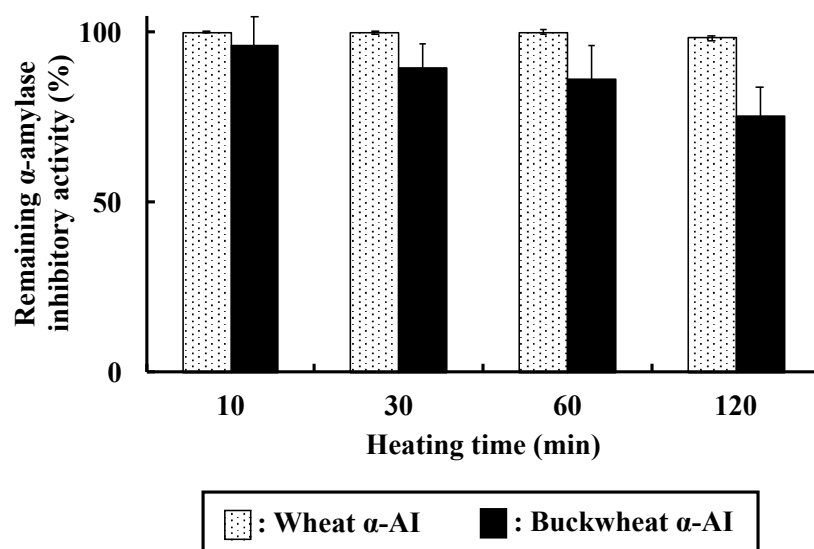 Remaining α-amylase
inhibitory activity (%)
100
50
0
10 30 60 120
Heating time (min)
: Wheat α-AI : Buckwheat α-AI